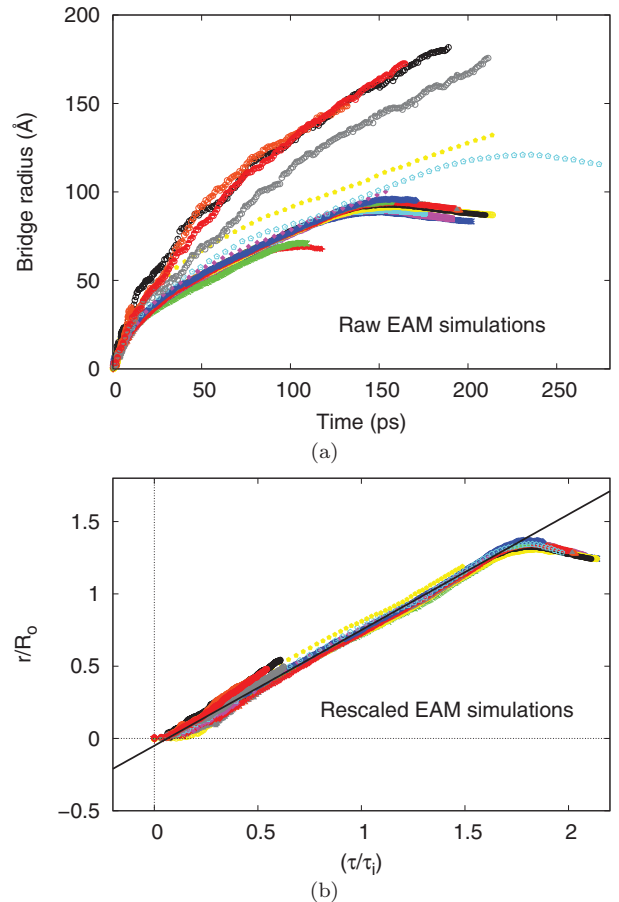 200
150
100
50
0
Bridge radius (Å)
Raw EAM simulations
0 50 100 150 200 250
Time (ps)
(a)
1.5
1
0.5
0
−0.5
r/Ro
Rescaled EAM simulations
0 0.5 1 1.5 2
(τ/τi)
(b)